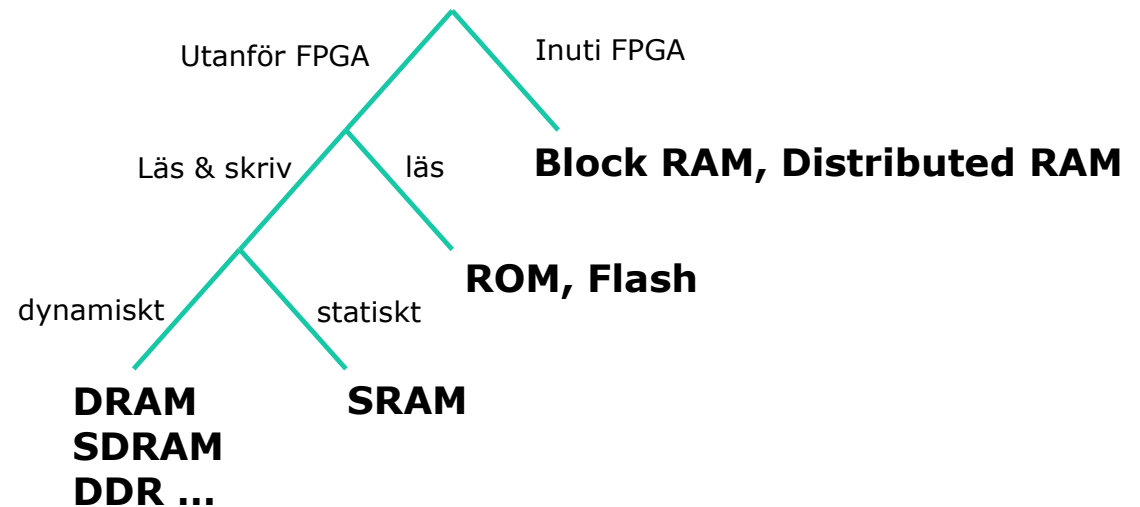 Utanför FPGA
Inuti FPGA
Läs & skriv
läs
Block RAM, Distributed RAM
ROM, Flash
dynamiskt
statiskt
DRAM
SDRAM
DDR ...
SRAM